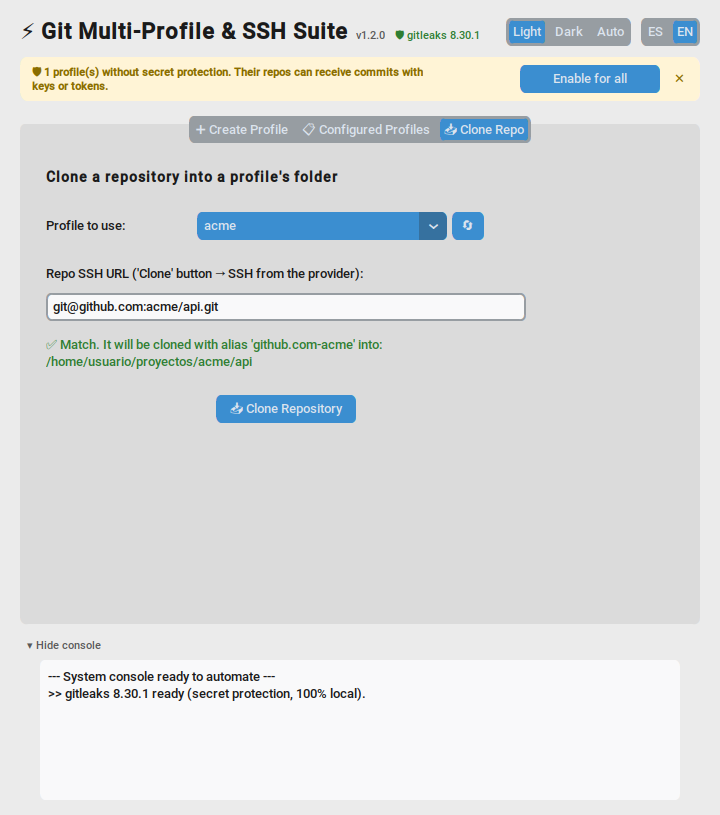 ⚡ Git Multi-Profile & SSH Suite v1.2.0 🛡 gitleaks 8.30.1 Light Dark Auto ES EN
🛡 1 profile(s) without secret protection. Their repos can receive commits with
keys or tokens.
Enable for all ✕
➕ Create Profile 📋 Configured Profiles 📥 Clone Repo
Clone a repository into a profile's folder
Profile to use: acme 🔄
Repo SSH URL ('Clone' button → SSH from the provider):
git@github.com:acme/api.git
✅ Match. It will be cloned with alias 'github.com-acme' into:
/home/usuario/proyectos/acme/api
📥 Clone Repository
▾ Hide console
--- System console ready to automate ---
>> gitleaks 8.30.1 ready (secret protection, 100% local).